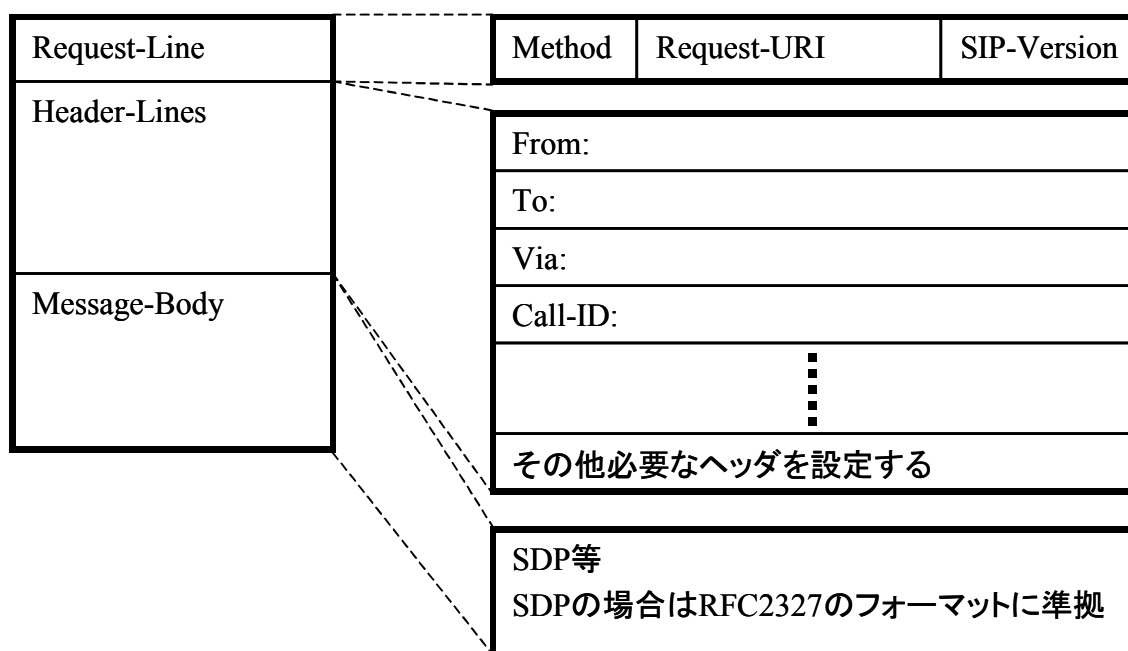 Request-Line
Header-Lines
Message-Body
Method Request-URI SIP-Version
From:
To:
Via:
Call-ID:
その他必要なヘッダを設定する
SDP等
SDPの場合はRFC2327のフォーマットに準拠